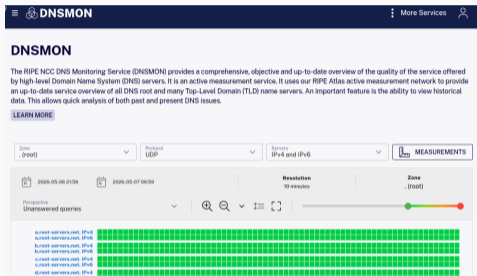 DNSMON
More Services
DNSMON
The RIPE NCC DNS Monitoring Service (DNSMON) provides a comprehensive, objective and up-to-date overview of the quality of the service offered
by high-level Domain Name System (DNS) servers. It is an active measurement service. It uses our RIPE Atlas active measurement network to provide
an up-to-date service overview of all DNS root and many Top-Level Domain (TLD) name servers. An important feature is the ability to view historical
data. This allows quick analysis of both past and present DNS issues.
LEARN MORE
Zone
. (root)
Protocol
UDP
Servers
IPv4 and IPv6
MEASUREMENTS
2026-05-06 21:59
2026-05-07 09:59
Resolution
10 minutes
Zone
. (root)
Perspective
Unanswered queries
a.root-servers.net. IPv4
a.root-servers.net. IPv6
b.root-servers.net. IPv4
b.root-servers.net. IPv6
c.root-servers.net. IPv4
c.root-servers.net. IPv6
d.root-servers.net. IPv4